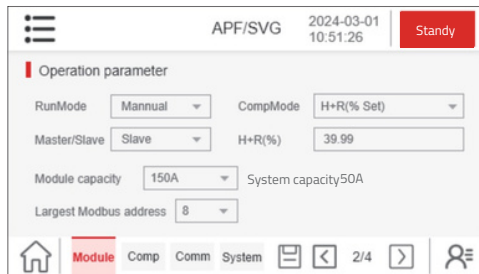 APF/SVG 2024-03-01 10:51:26 Standy
Operation parameter
RunMode Mannual CompMode H+R(% Set)
Master/Slave Slave H+R(%) 39.99
Module capacity 150A System capacity50A
Largest Modbus address 8
Module Comp Comm System 2/4